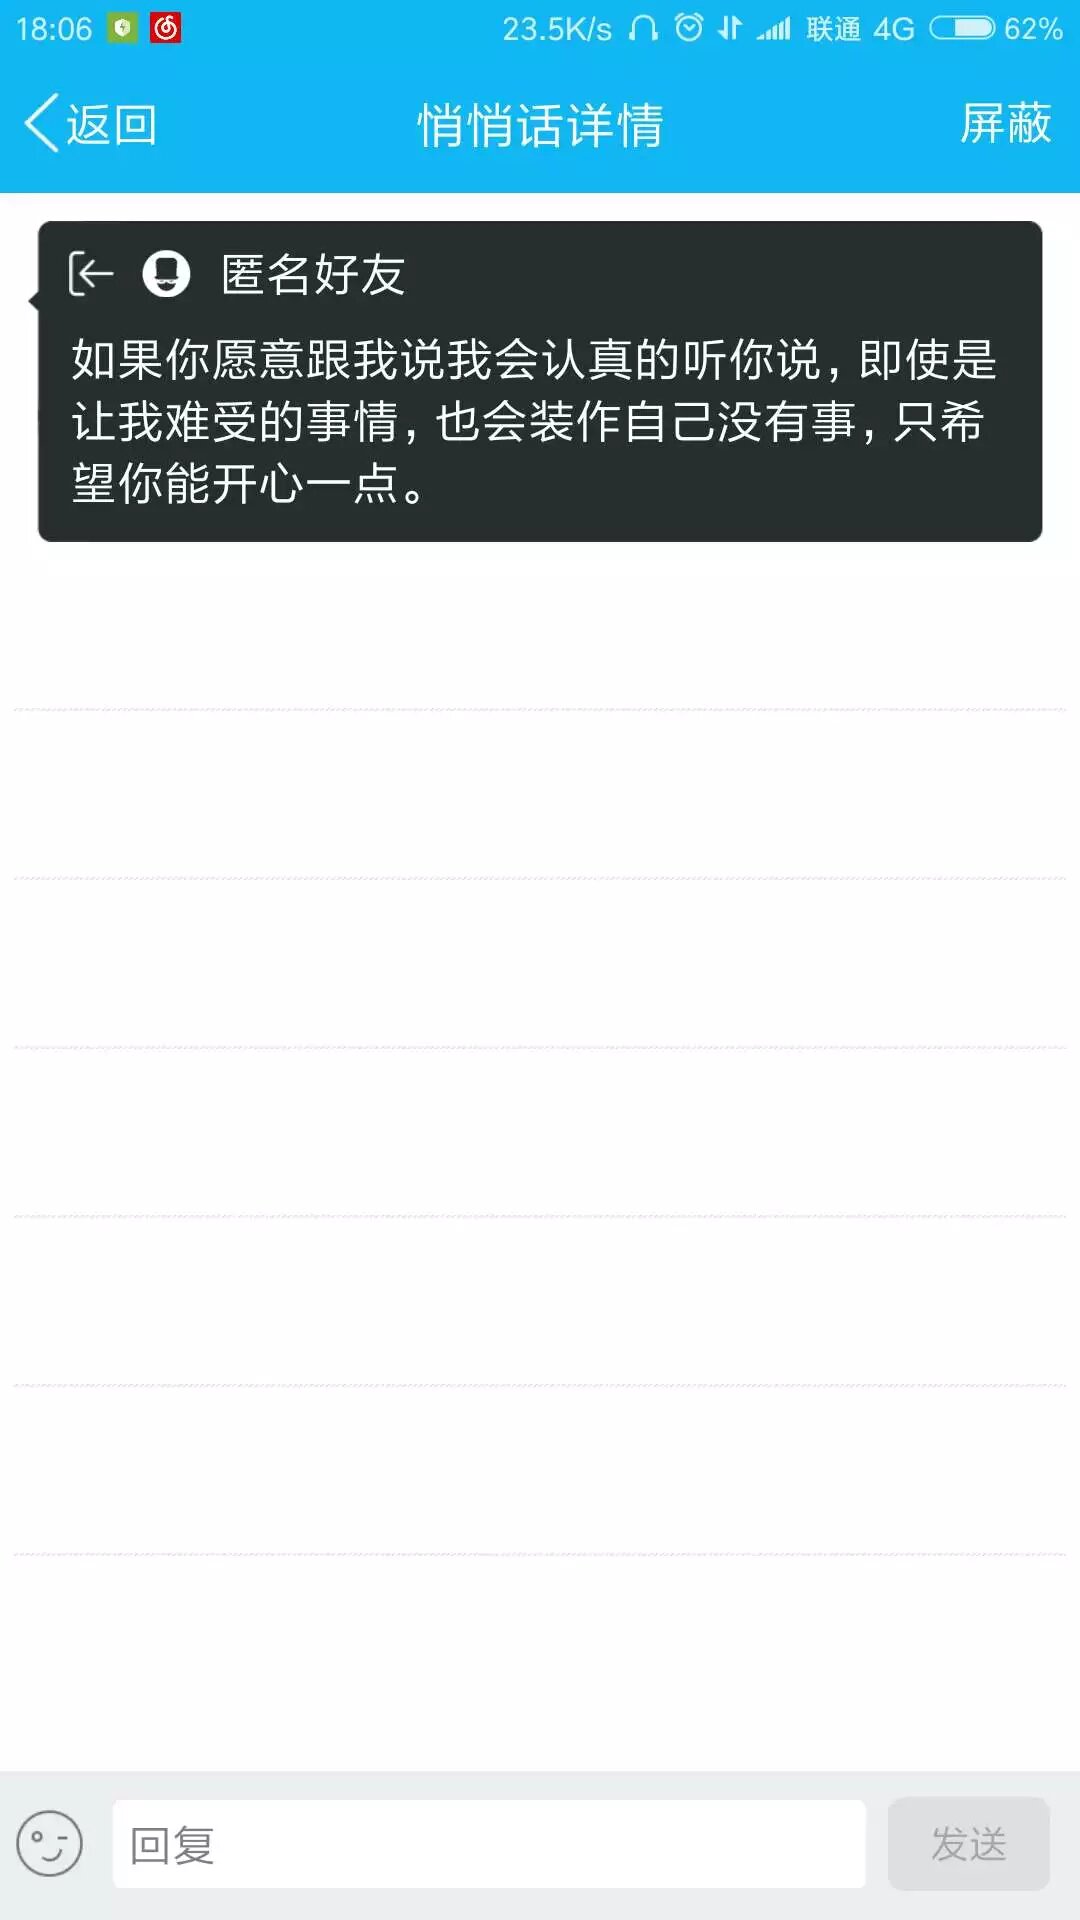 18:06 23.5K/s 联通 4G 62%
返回 悄悄话详情 屏蔽
匿名好友
如果你愿意跟我说我会认真的听你说，即使是
让我难受的事情，也会装作自己没有事，只希
望你能开心一点。
回复 发送